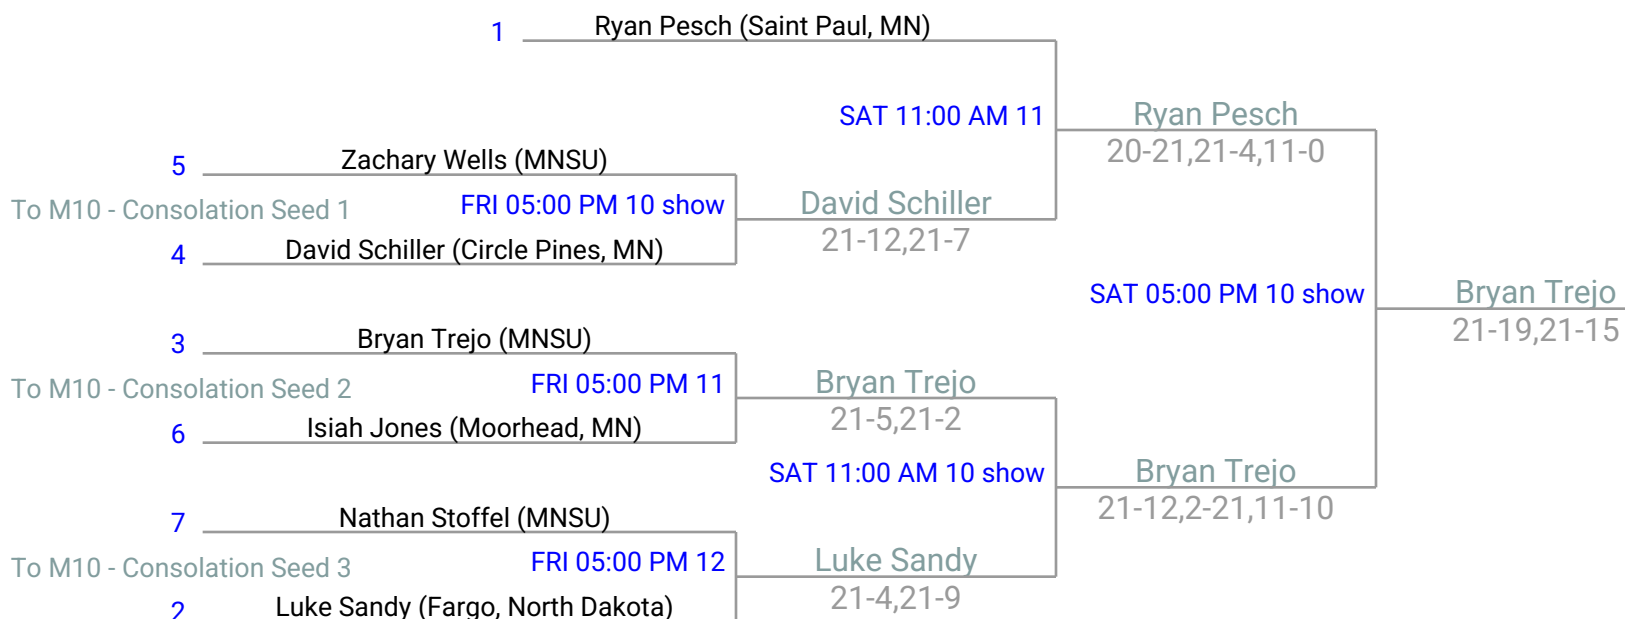 1 Ryan Pesch (Saint Paul, MN)
SAT 11:00 AM 11
Ryan Pesch
20-21,21-4,11-0
5 Zachary Wells (MNSU)
To M10 - Consolation Seed 1
FRI 05:00 PM 10 show
David Schiller
21-12,21-7
4 David Schiller (Circle Pines, MN)
SAT 05:00 PM 10 show
Bryan Trejo
21-19,21-15
3 Bryan Trejo (MNSU)
To M10 - Consolation Seed 2
FRI 05:00 PM 11
Bryan Trejo
21-5,21-2
6 Isiah Jones (Moorhead, MN)
SAT 11:00 AM 10 show
Bryan Trejo
21-12,2-21,11-10
7 Nathan Stoffel (MNSU)
To M10 - Consolation Seed 3
FRI 05:00 PM 12
Luke Sandy
21-4,21-9
2 Luke Sandy (Fargo, North Dakota)